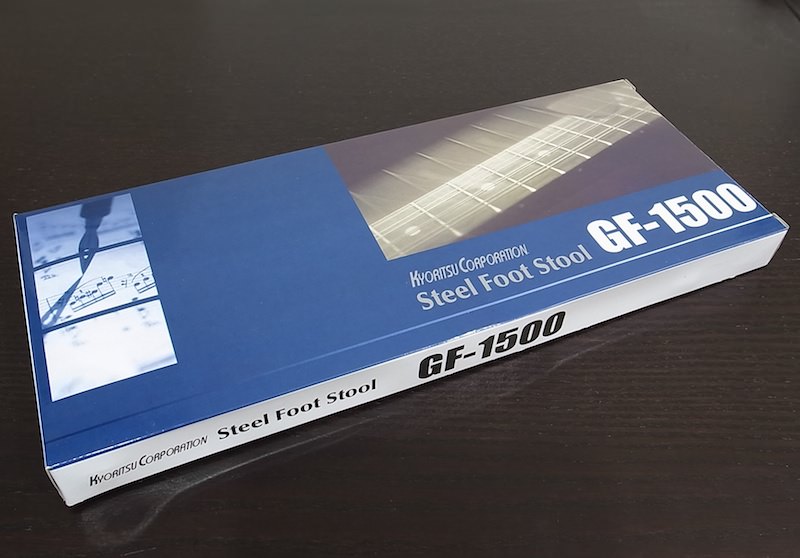 KYORITSU CORPORATION
Steel Foot Stool GF-1500
KYORITSU CORPORATION Steel Foot Stool GF-1500